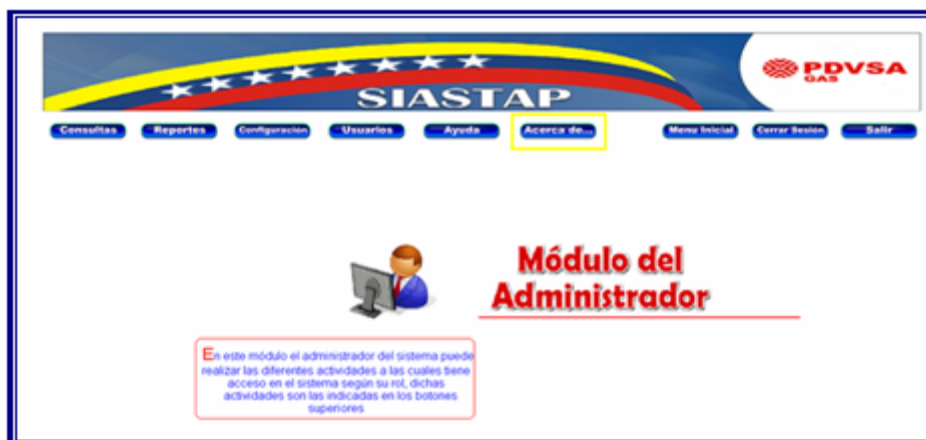 PDVSA
GAS
SIASTAP
Consultas Reportes Configuración Usuarios Ayuda Acerca de... Menu Inicial Cerrar Sesión Salir
Módulo del
Administrador
En este módulo el administrador del sistema puede
realizar las diferentes actividades a las cuales tiene
acceso en el sistema según su rol, dichas
actividades son las indicadas en los botones
superiores